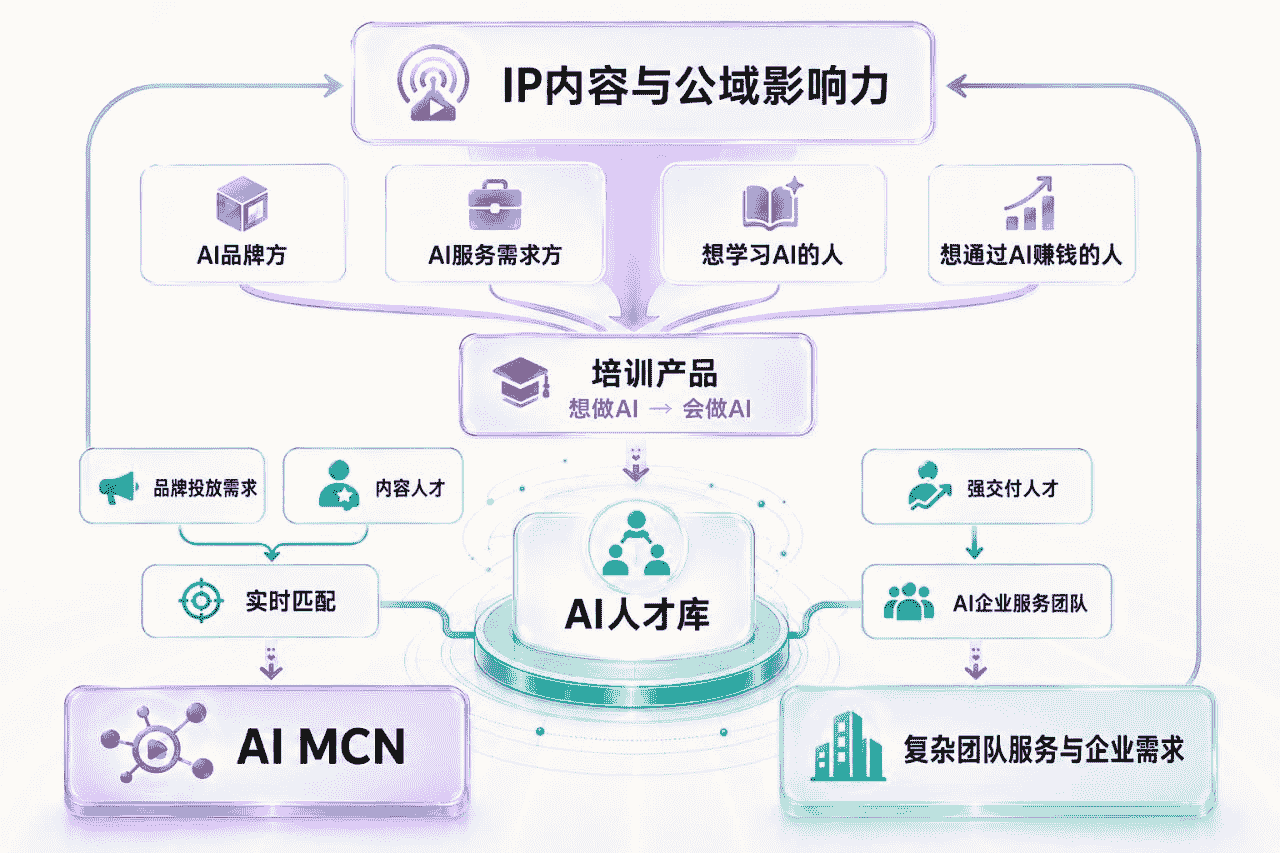 IP内容与公域影响力
AI品牌方
AI服务需求方
想学习AI的人
想通过AI赚钱的人
培训产品
想做AI → 会做AI
品牌投放需求
内容人才
强交付人才
实时匹配
AI人才库
AI企业服务团队
AI MCN
复杂团队服务与企业需求